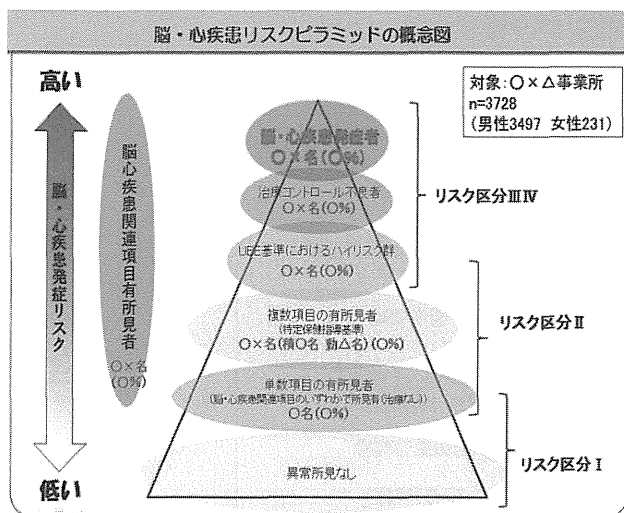 脳・心疾患リスクピラミッドの概念図
高い
対象:〇×△事業所
n=3728
(男性3497 女性231)
脳・心疾患発症リスク
脳心疾患関連項目有所見者
〇×名
(〇%)
脳・心疾患発症者
〇×名(〇%)
治療コントロール不良者
〇×名(〇%)
リスク区分ⅢⅣ
基準におけるハイリスク群
〇×名(〇%)
複数項目の有所見者
(特定保健指導基準)
〇×名(積〇名 動△名)(〇%)
リスク区分Ⅱ
単数項目の有所見者
(脳・心疾患関連項目のいずれかで所見有(治療なし))
〇名(〇%)
異常所見なし
リスク区分Ⅰ
低い